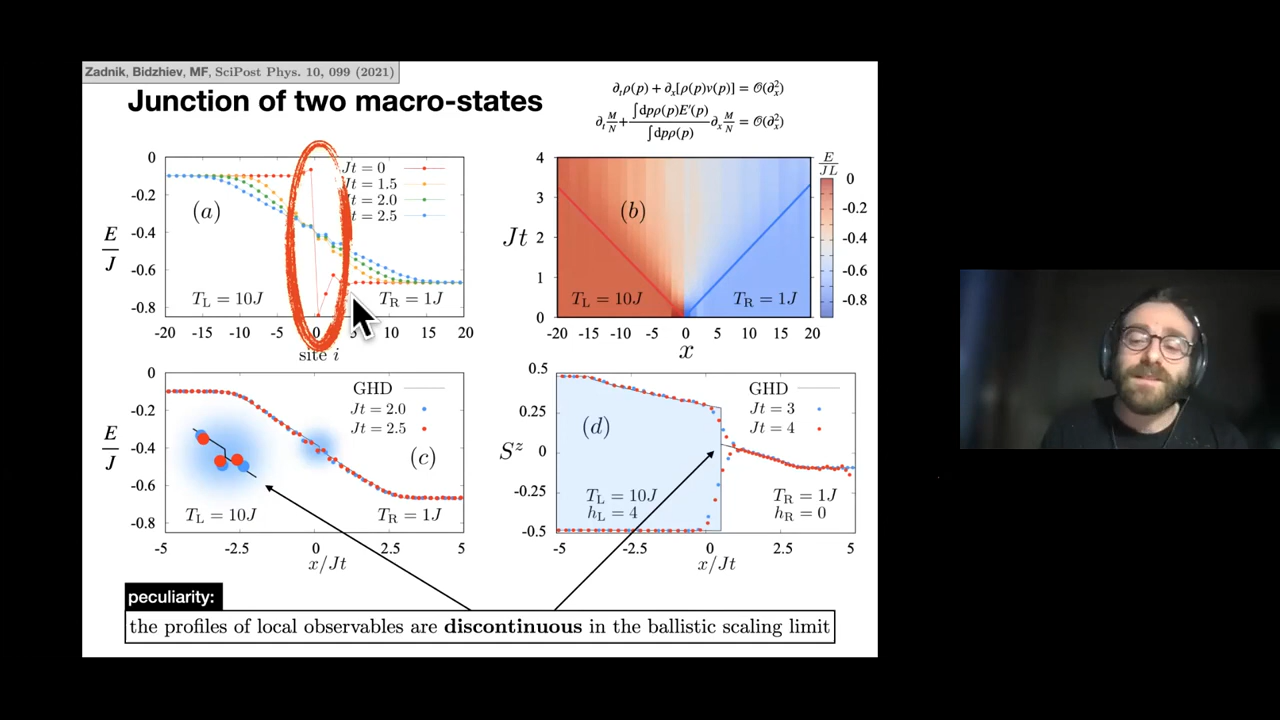 Zadnik, Bidzhiev, MF, SciPost Phys. 10, 099 (2021)
Junction of two macro-states
∂ₜρ(p) + ∂ₓ[ρ(p)v(p)] = 𝒪(∂ₓ²)
∂ₜ M/N + ∫dpρ(p)E′(p) / ∫dpρ(p) ∂ₓ M/N = 𝒪(∂ₓ²)
0
-0.2
-0.4
-0.6
-0.8
E/J
(a)
Jt = 0
Jt = 1.5
t = 2.0
t = 2.5
T_L = 10J
T_R = 1J
-20 -15 -10 -5 0 5 10 15 20
site i
4
3
2
1
0
Jt
(b)
T_L = 10J
T_R = 1J
-20 -15 -10 -5 0 5 10 15 20
x
E/JL
0
-0.2
-0.4
-0.6
-0.8
0
-0.2
-0.4
-0.6
-0.8
E/J
GHD
Jt = 2.0
Jt = 2.5
(c)
T_L = 10J
T_R = 1J
-5 -2.5 0 2.5 5
x/Jt
0.5
0.25
0
-0.25
-0.5
S^z
(d)
GHD
Jt = 3
Jt = 4
T_L = 10J
h_L = 4
T_R = 1J
h_R = 0
-5 -2.5 0 2.5 5
x/Jt
peculiarity:
the profiles of local observables are discontinuous in the ballistic scaling limit